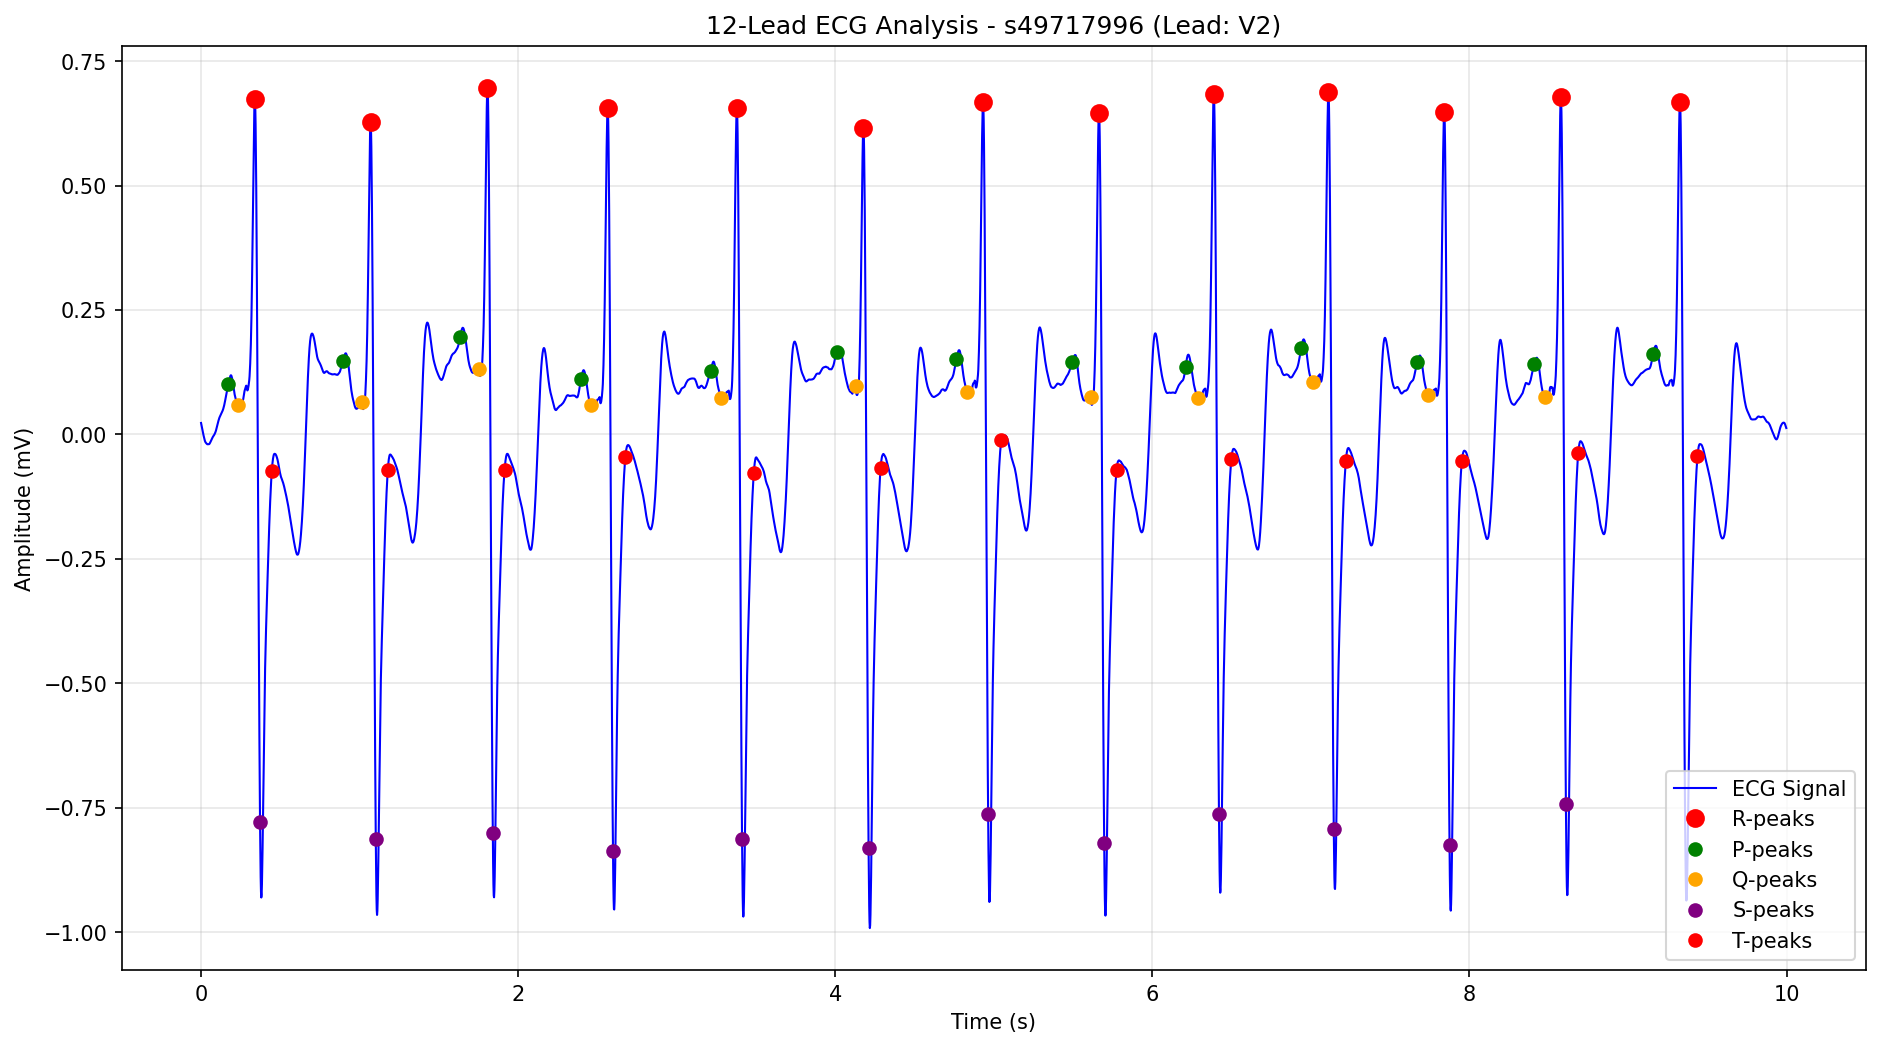 12-Lead ECG Analysis - s49717996 (Lead: V2)
0.75
0.50
0.25
0.00
−0.25
−0.50
−0.75
−1.00
Amplitude (mV)
ECG Signal
R-peaks
P-peaks
Q-peaks
S-peaks
T-peaks
0 2 4 6 8 10
Time (s)